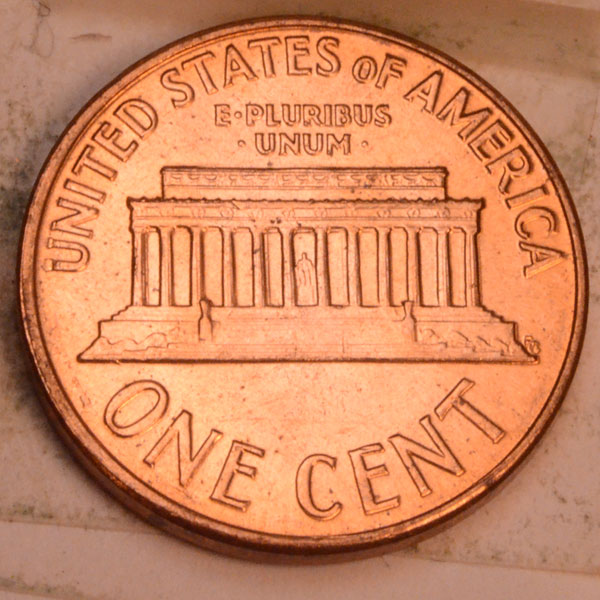 UNITED STATES OF AMERICA
E·PLURIBUS
·UNUM·
ONE CENT